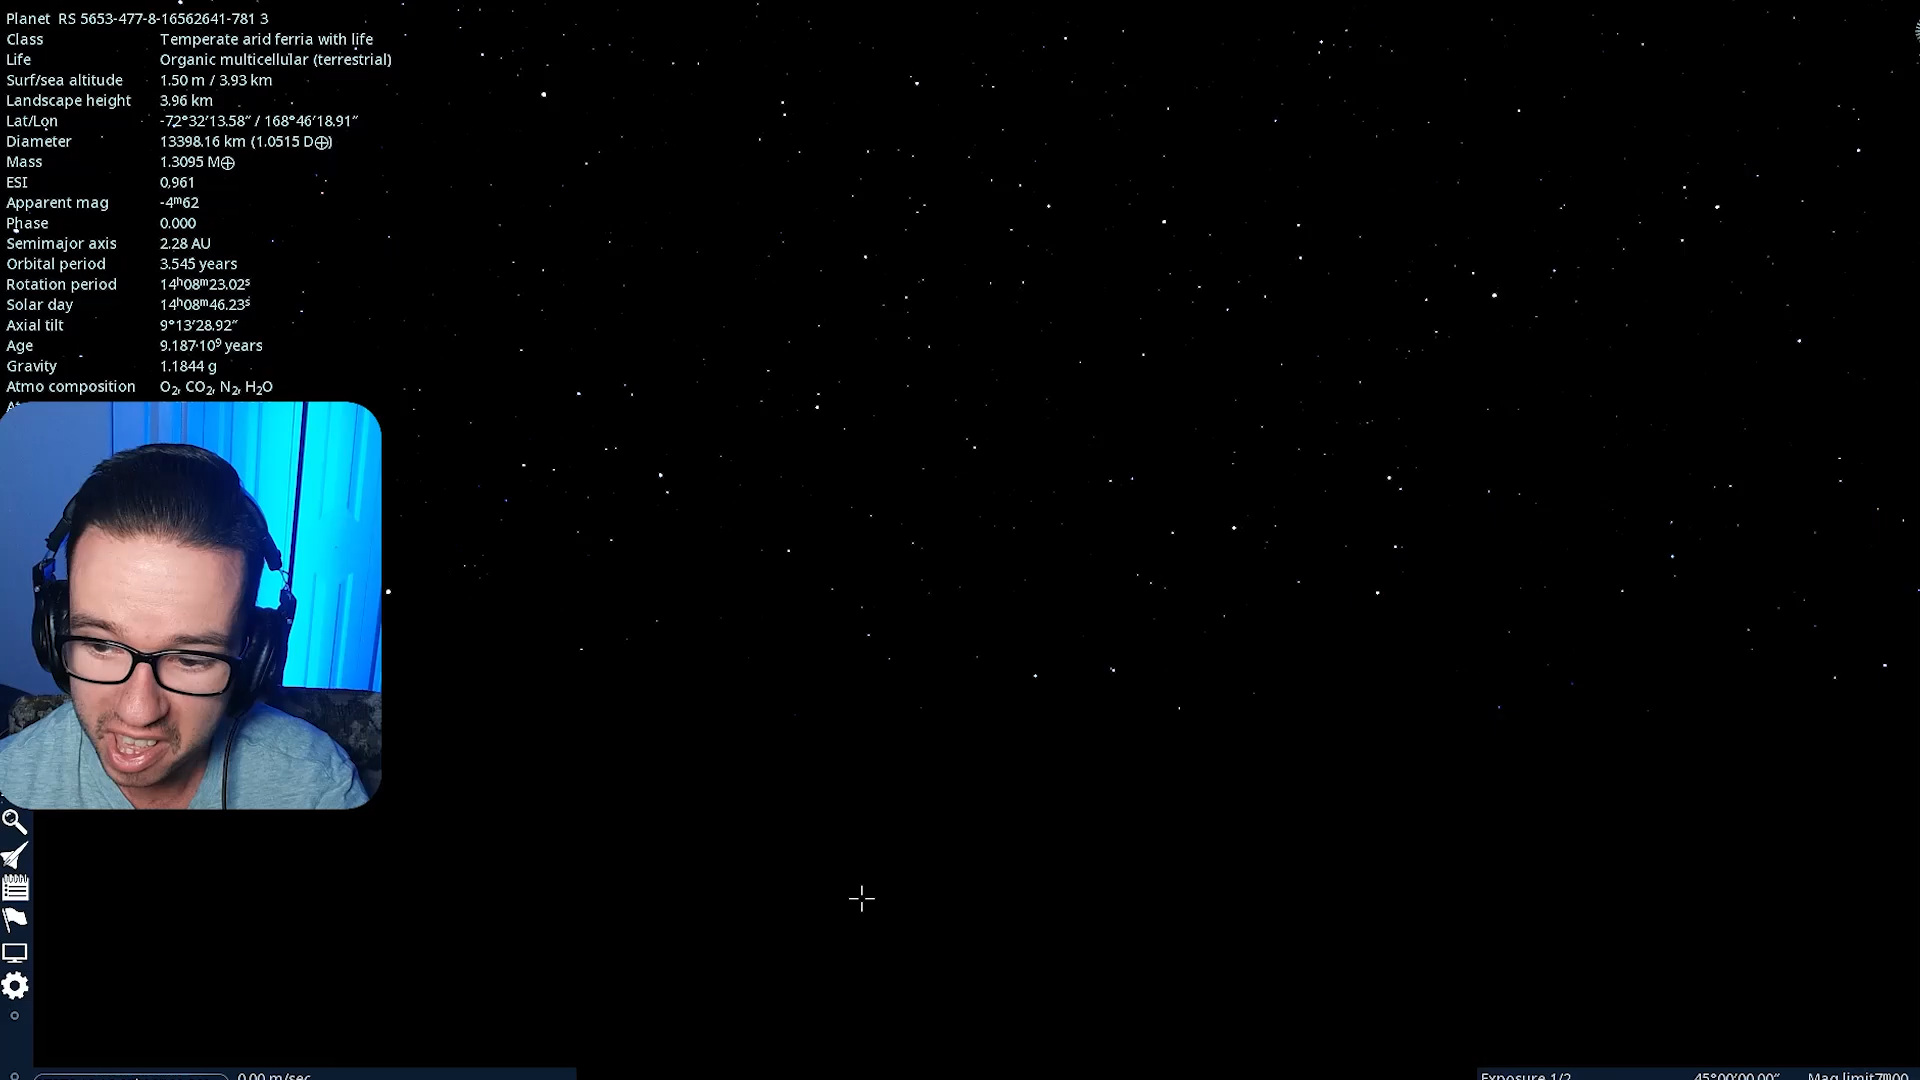 Planet RS 5653-477-8-16562641-781 3
Class Temperate arid ferria with life
Life Organic multicellular (terrestrial)
Surf/sea altitude 1.50 m / 3.93 km
Landscape height 3.96 km
Lat/Lon -72°32′13.58″ / 168°46′18.91″
Diameter 13398.16 km (1.0515 D⊕)
Mass 1.3095 M⊕
ESI 0,961
Apparent mag -4ᵐ62
Phase 0.000
Semimajor axis 2.28 AU
Orbital period 3.545 years
Rotation period 14ʰ08ᵐ23.02ˢ
Solar day 14ʰ08ᵐ46.23ˢ
Axial tilt 9°13′28.92″
Age 9.187·10⁹ years
Gravity 1.1844 g
Atmo composition O₂, CO₂, N₂, H₂O
0.00 m/sec
Exposure 1/2 45°00′00.00″ Mag limit 7ᵐ00